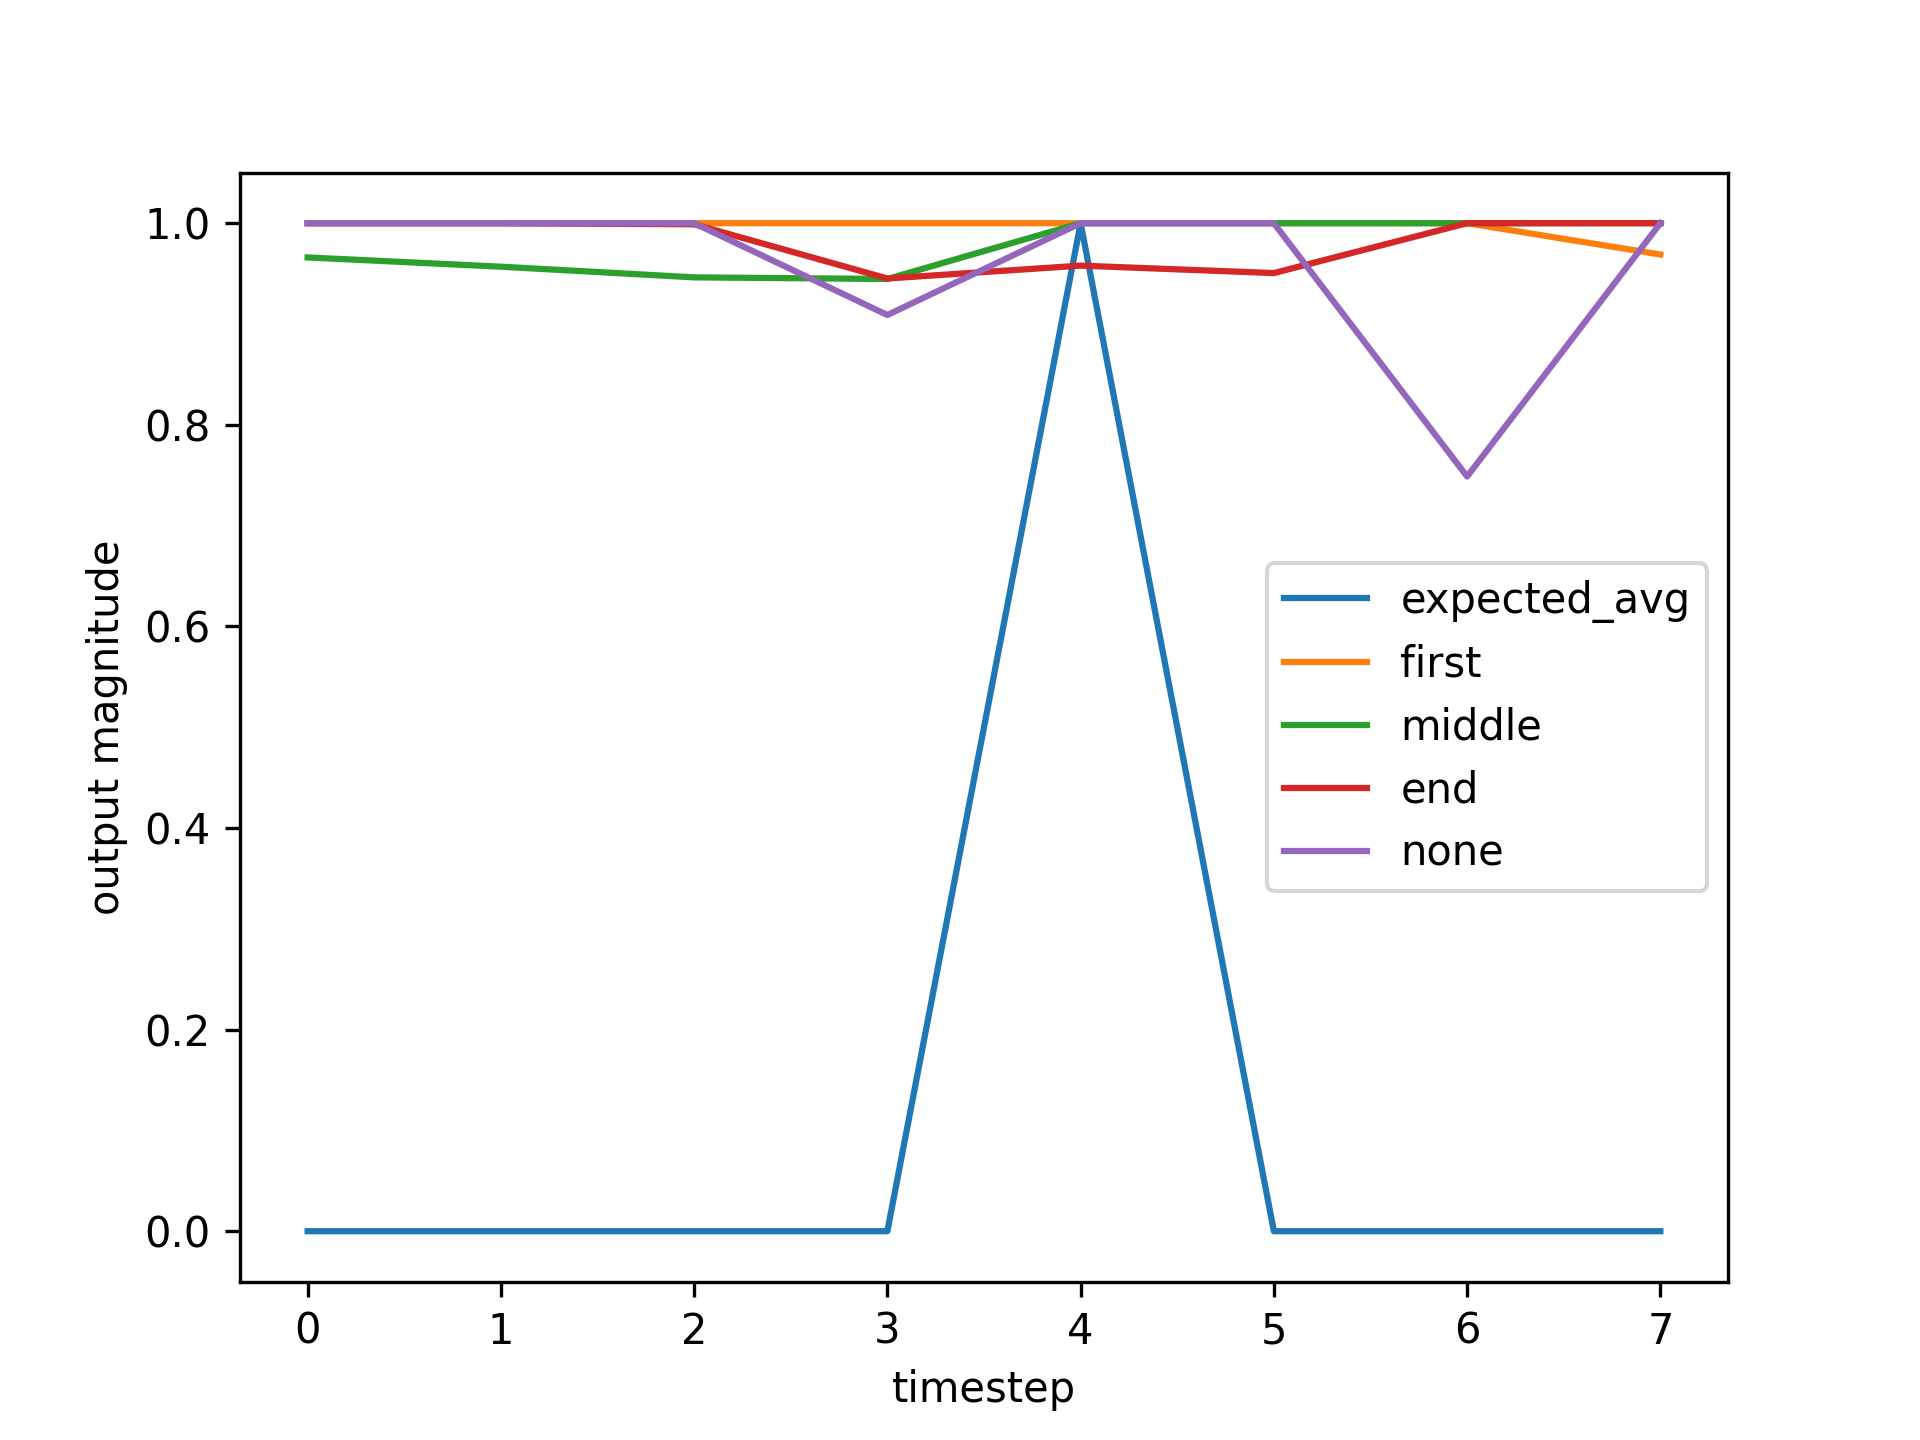 1.0
0.8
0.6
0.4
0.2
0.0
output magnitude
expected_avg
first
middle
end
none
0 1 2 3 4 5 6 7
timestep